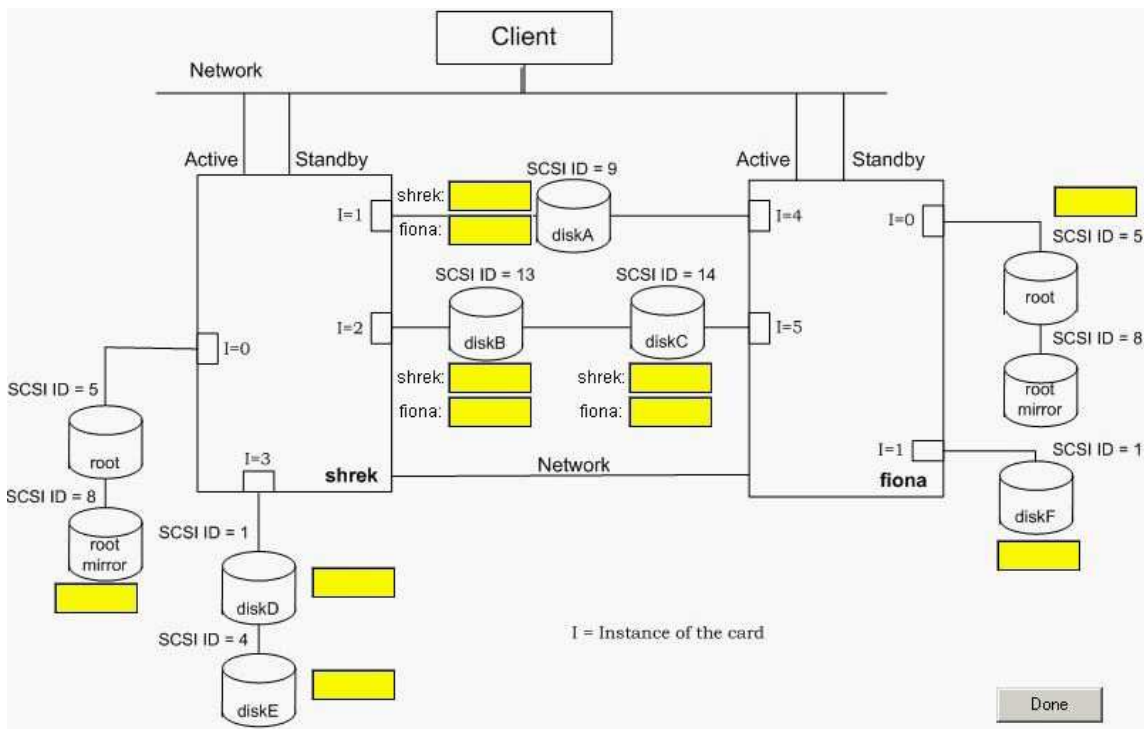 Client
Network
Active
Standby
Active
Standby
SCSI ID = 9
shrek:
I=1
fiona:
diskA
I=4
I=0
SCSI ID = 5
root
SCSI ID = 13
SCSI ID = 14
I=2
diskB
diskC
I=5
SCSI ID = 8
root
mirror
I=0
shrek:
fiona:
shrek:
fiona:
SCSI ID = 5
root
I=3
shrek
Network
I=1
fiona
SCSI ID = 1
diskF
SCSI ID = 8
root
mirror
SCSI ID = 1
diskD
SCSI ID = 4
diskE
I = Instance of the card
Done